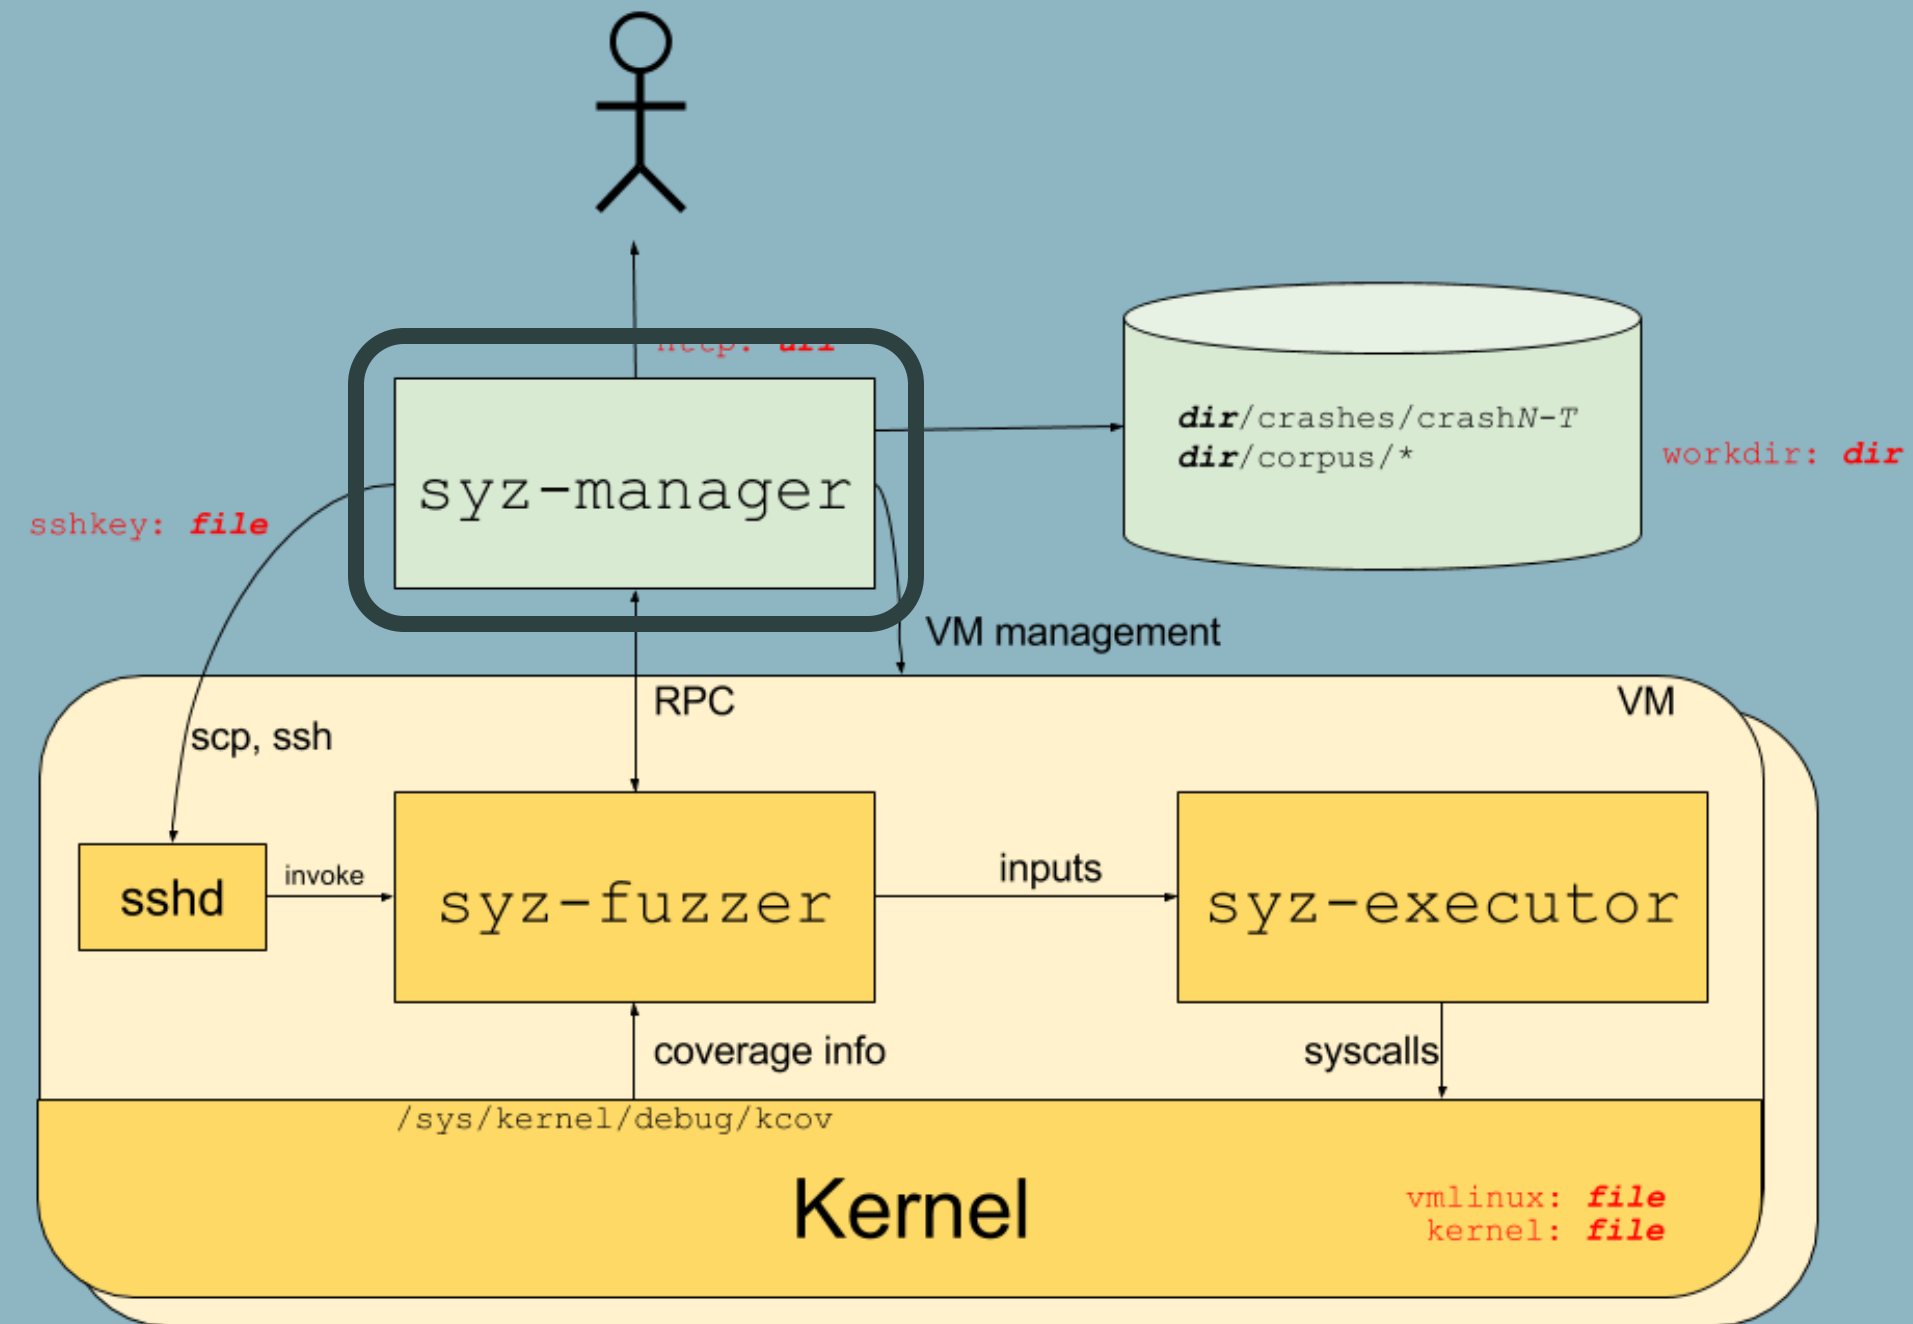 dir/crashes/crashN-T
dir/corpus/*
workdir: dir
syz-manager
sshkey: file
VM management
RPC
VM
scp, ssh
sshd
invoke
syz-fuzzer
inputs
syz-executor
coverage info
syscalls
/sys/kernel/debug/kcov
Kernel
vmlinux: file
kernel: file